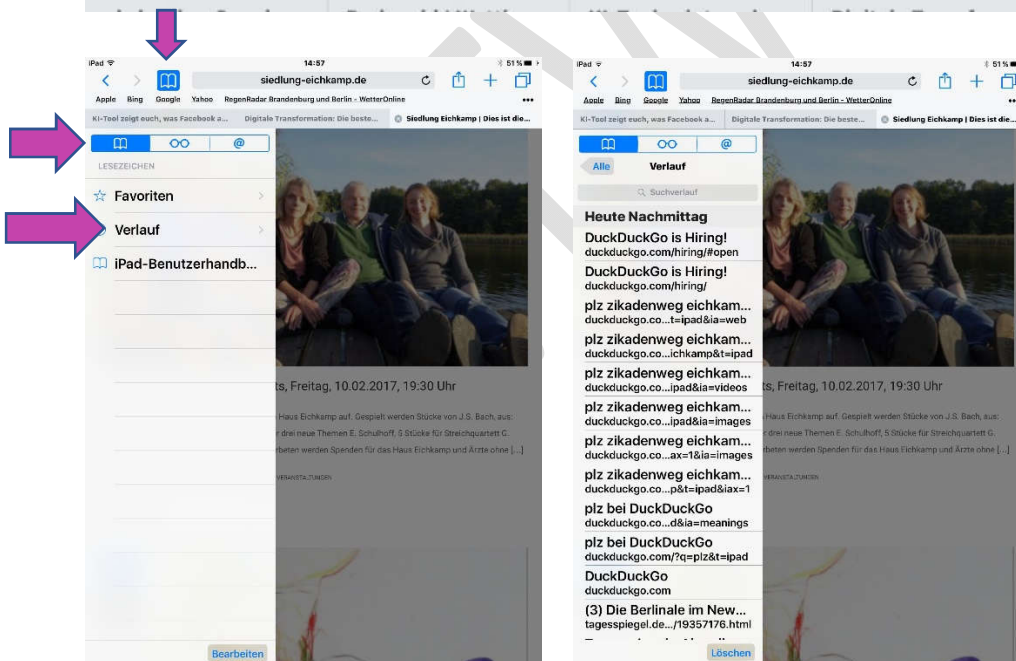 iPad 14:57 51 %
siedlung-eichkamp.de
Apple Bing Google Yahoo RegenRadar Brandenburg und Berlin - WetterOnline
KI-Tool zeigt euch, was Facebook a... Digitale Transformation: Die beste... Siedlung Eichkamp | Dies ist die...
@
LESEZEICHEN
Favoriten
Verlauf
iPad-Benutzerhandb...
ts, Freitag, 10.02.2017, 19:30 Uhr
Haus Eichkamp auf. Gespielt werden Stücke von J.S. Bach, aus:
r drei neue Themen E. Schulhoff, 5 Stücke für Streichquartett G.
rbeten werden Spenden für das Haus Eichkamp und Ärzte ohne [...]
VERANSTALTUNGEN
Bearbeiten
iPad 14:57 51 %
siedlung-eichkamp.de
Apple Bing Google Yahoo RegenRadar Brandenburg und Berlin - WetterOnline
KI-Tool zeigt euch, was Facebook a... Digitale Transformation: Die beste... Siedlung Eichkamp | Dies ist die...
@
Alle Verlauf
Suchverlauf
Heute Nachmittag
DuckDuckGo is Hiring!
duckduckgo.com/hiring/#open
DuckDuckGo is Hiring!
duckduckgo.com/hiring/
plz zikadenweg eichkam...
duckduckgo.co...t=ipad&ia=web
plz zikadenweg eichkam...
duckduckgo.co...ichkamp&t=ipad
plz zikadenweg eichkam...
duckduckgo.co...ipad&ia=videos
plz zikadenweg eichkam...
duckduckgo.co...ipad&ia=images
plz zikadenweg eichkam...
duckduckgo.co...ax=1&ia=images
plz zikadenweg eichkam...
duckduckgo.co...p&t=ipad&iax=1
plz bei DuckDuckGo
duckduckgo.co...d&ia=meanings
plz bei DuckDuckGo
duckduckgo.com/?q=plz&t=ipad
DuckDuckGo
duckduckgo.com
(3) Die Berlinale im New...
tagesspiegel.de.../19357176.html
Löschen
ts, Freitag, 10.02.2017, 19:30 Uhr
Haus Eichkamp auf. Gespielt werden Stücke von J.S. Bach, aus:
r drei neue Themen E. Schulhoff, 5 Stücke für Streichquartett G.
rbeten werden Spenden für das Haus Eichkamp und Ärzte ohne [...]
VERANSTALTUNGEN